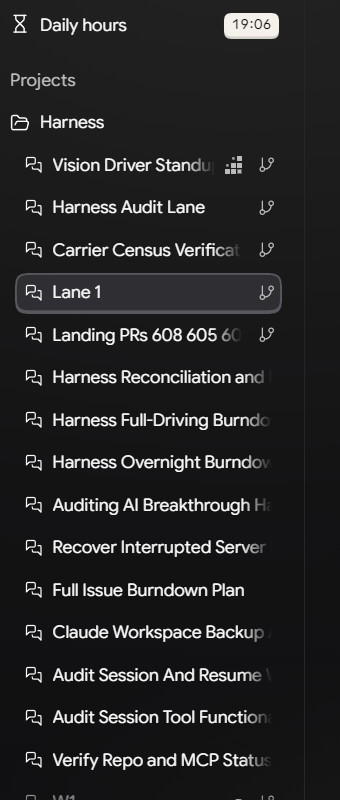 Daily hours
19:06
Projects
Harness
Vision Driver Standu
Harness Audit Lane
Carrier Census Verificat
Lane 1
Landing PRs 608 605 60
Harness Reconciliation and
Harness Full-Driving Burndo
Harness Overnight Burndow
Auditing AI Breakthrough Ha
Recover Interrupted Server
Full Issue Burndown Plan
Claude Workspace Backup
Audit Session And Resume
Audit Session Tool Functiona
Verify Repo and MCP Status